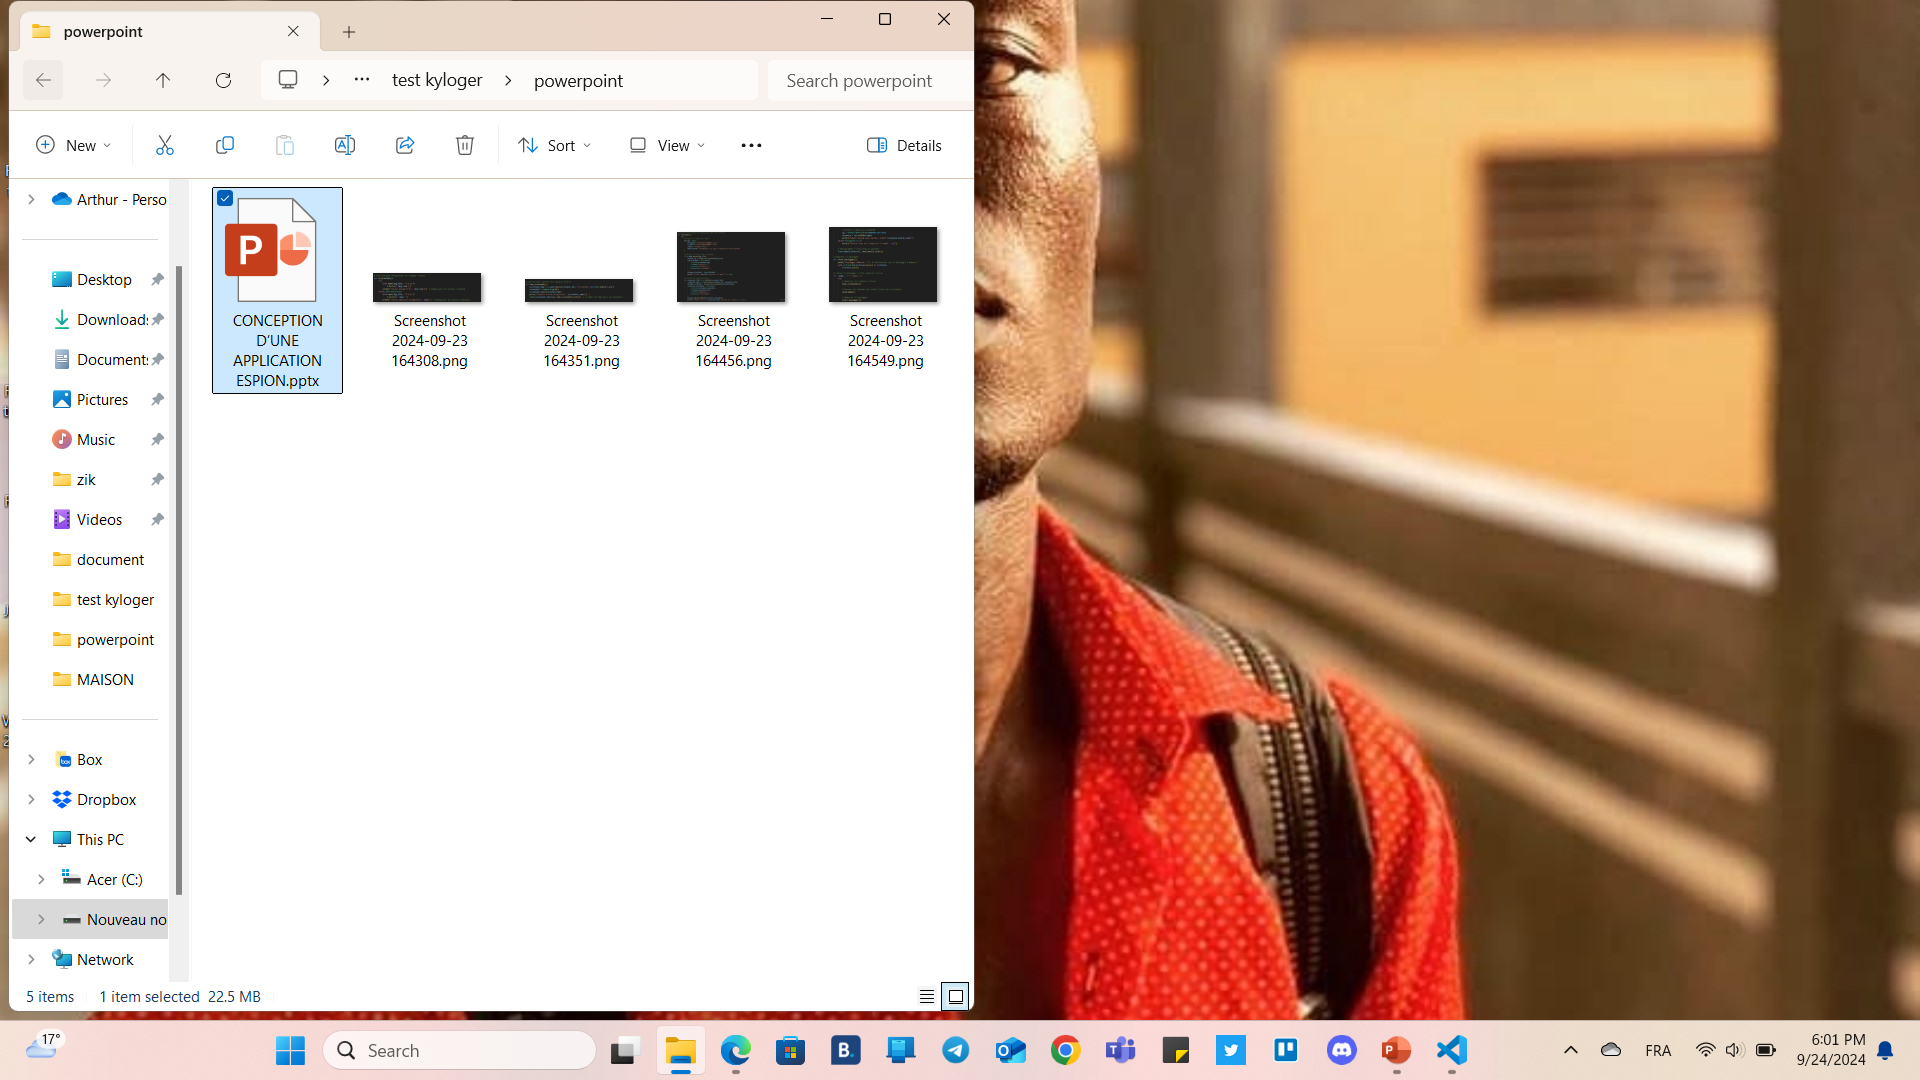 powerpoint
test kyloger
powerpoint
Search powerpoint
New
Sort
View
Details
Arthur - Perso
Desktop
Documents
Pictures
Music
zik
Videos
document
test kyloger
powerpoint
MAISON
Box
Dropbox
This PC
Acer (C:)
Nouveau no
Network
CONCEPTION
D’UNE
APPLICATION
ESPION.pptx
Screenshot
2024-09-23
164308.png
Screenshot
2024-09-23
164351.png
Screenshot
2024-09-23
164456.png
Screenshot
2024-09-23
164549.png
5 items
1 item selected 22.5 MB
17°
Search
FRA
6:01 PM
9/24/2024